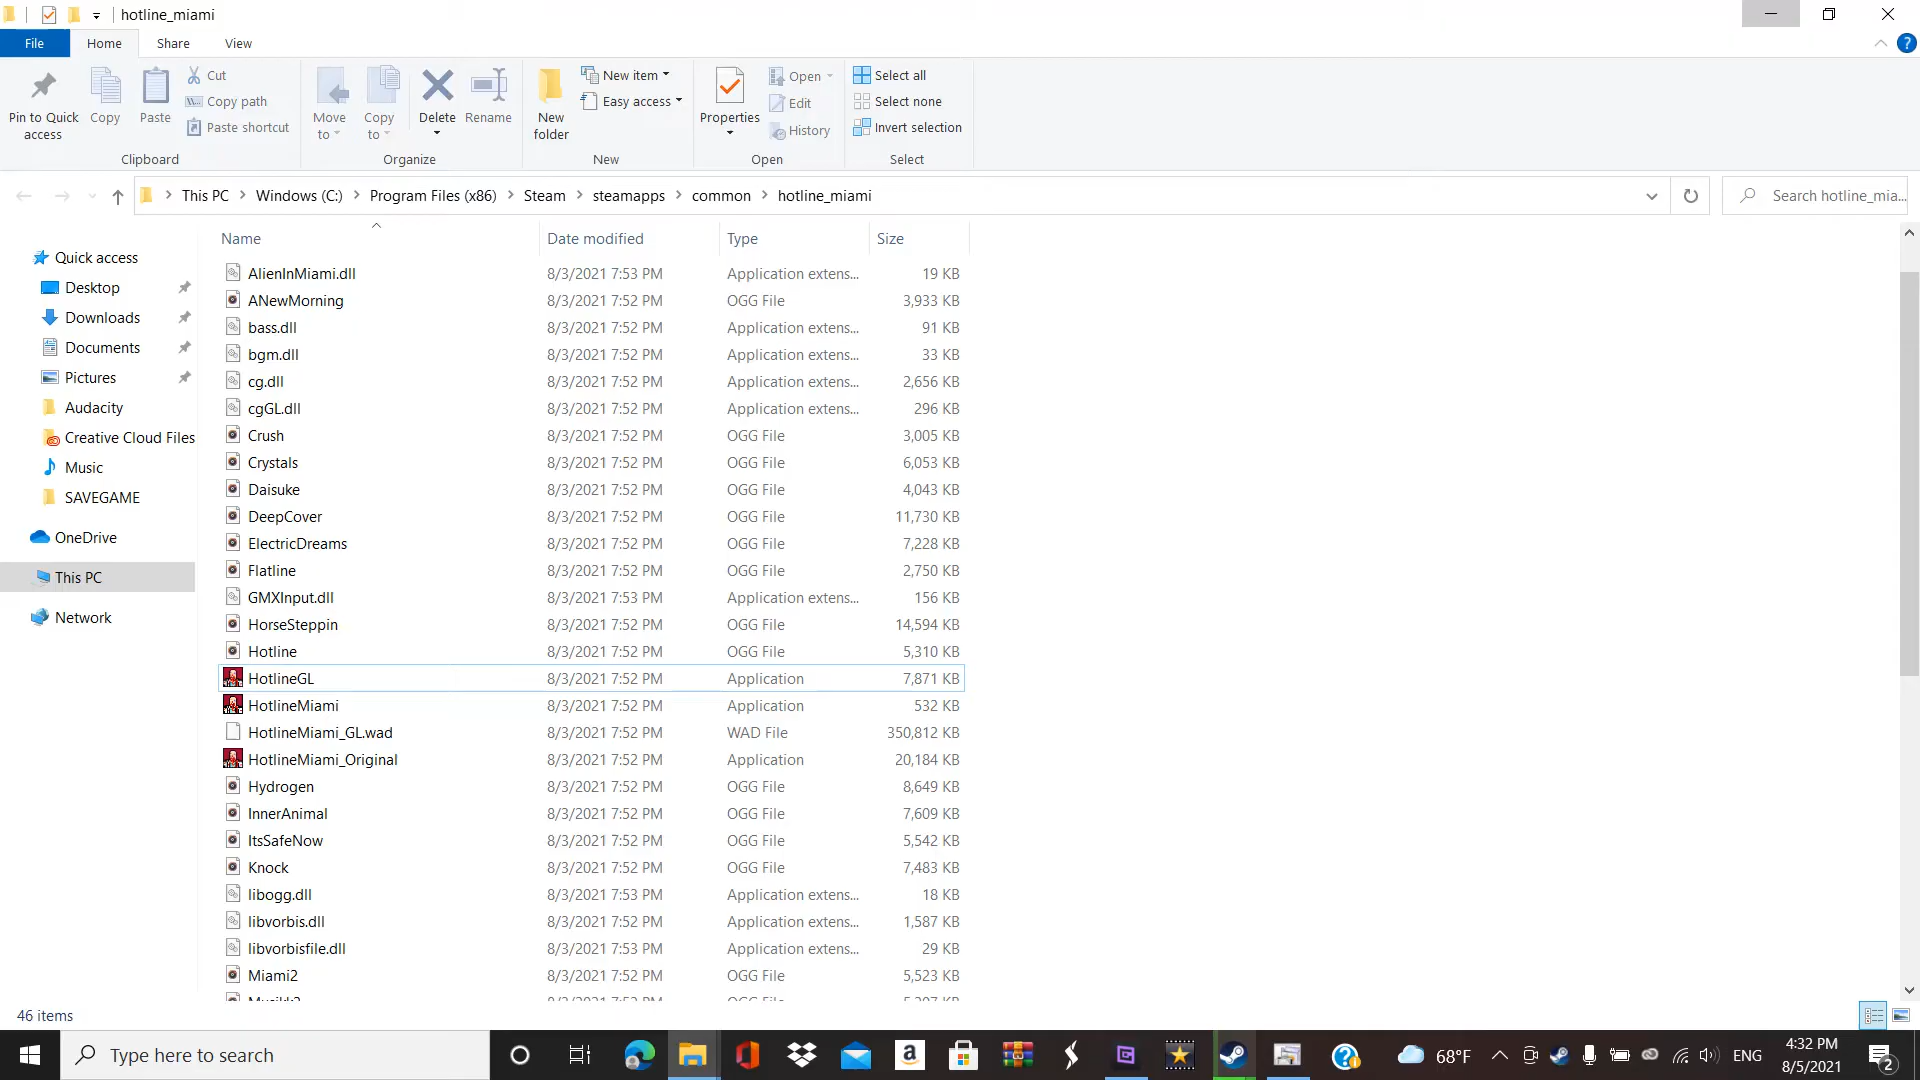 hotline_miami
File Home Share View
Pin to Quick access
Copy
Paste
Cut
Copy path
Paste shortcut
Clipboard
Move to
Copy to
Delete
Rename
Organize
New folder
New item
Easy access
New
Properties
Open
Edit
History
Open
Select all
Select none
Invert selection
Select
This PC > Windows (C:) > Program Files (x86) > Steam > steamapps > common > hotline_miami
Search hotline_mia...
Quick access
Desktop
Downloads
Documents
Pictures
Audacity
Creative Cloud Files
Music
SAVEGAME
OneDrive
This PC
Network
Name Date modified Type Size
AlienInMiami.dll 8/3/2021 7:53 PM Application extens... 19 KB
ANewMorning 8/3/2021 7:52 PM OGG File 3,933 KB
bass.dll 8/3/2021 7:52 PM Application extens... 91 KB
bgm.dll 8/3/2021 7:52 PM Application extens... 33 KB
cg.dll 8/3/2021 7:52 PM Application extens... 2,656 KB
cgGL.dll 8/3/2021 7:52 PM Application extens... 296 KB
Crush 8/3/2021 7:52 PM OGG File 3,005 KB
Crystals 8/3/2021 7:52 PM OGG File 6,053 KB
Daisuke 8/3/2021 7:52 PM OGG File 4,043 KB
DeepCover 8/3/2021 7:52 PM OGG File 11,730 KB
ElectricDreams 8/3/2021 7:52 PM OGG File 7,228 KB
Flatline 8/3/2021 7:52 PM OGG File 2,750 KB
GMXInput.dll 8/3/2021 7:53 PM Application extens... 156 KB
HorseSteppin 8/3/2021 7:52 PM OGG File 14,594 KB
Hotline 8/3/2021 7:52 PM OGG File 5,310 KB
HotlineGL 8/3/2021 7:52 PM Application 7,871 KB
HotlineMiami 8/3/2021 7:52 PM Application 532 KB
HotlineMiami_GL.wad 8/3/2021 7:52 PM WAD File 350,812 KB
HotlineMiami_Original 8/3/2021 7:52 PM Application 20,184 KB
Hydrogen 8/3/2021 7:52 PM OGG File 8,649 KB
InnerAnimal 8/3/2021 7:52 PM OGG File 7,609 KB
ItsSafeNow 8/3/2021 7:52 PM OGG File 5,542 KB
Knock 8/3/2021 7:52 PM OGG File 7,483 KB
libogg.dll 8/3/2021 7:53 PM Application extens... 18 KB
libvorbis.dll 8/3/2021 7:52 PM Application extens... 1,587 KB
libvorbisfile.dll 8/3/2021 7:53 PM Application extens... 29 KB
Miami2 8/3/2021 7:52 PM OGG File 5,523 KB
46 items
Type here to search
68°F
ENG
4:32 PM
8/5/2021
2